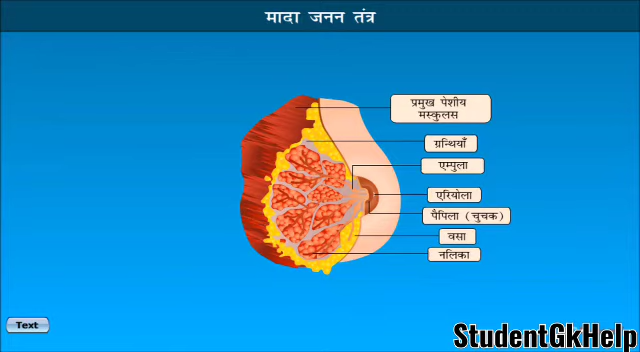 मादा जनन तंत्र
प्रमुख पेशीय
मस्कुलस
ग्रन्थियाँ
एम्पुला
एरियोला
पैपिला (चुचक)
वसा
नलिका
Text
StudentGkHelp